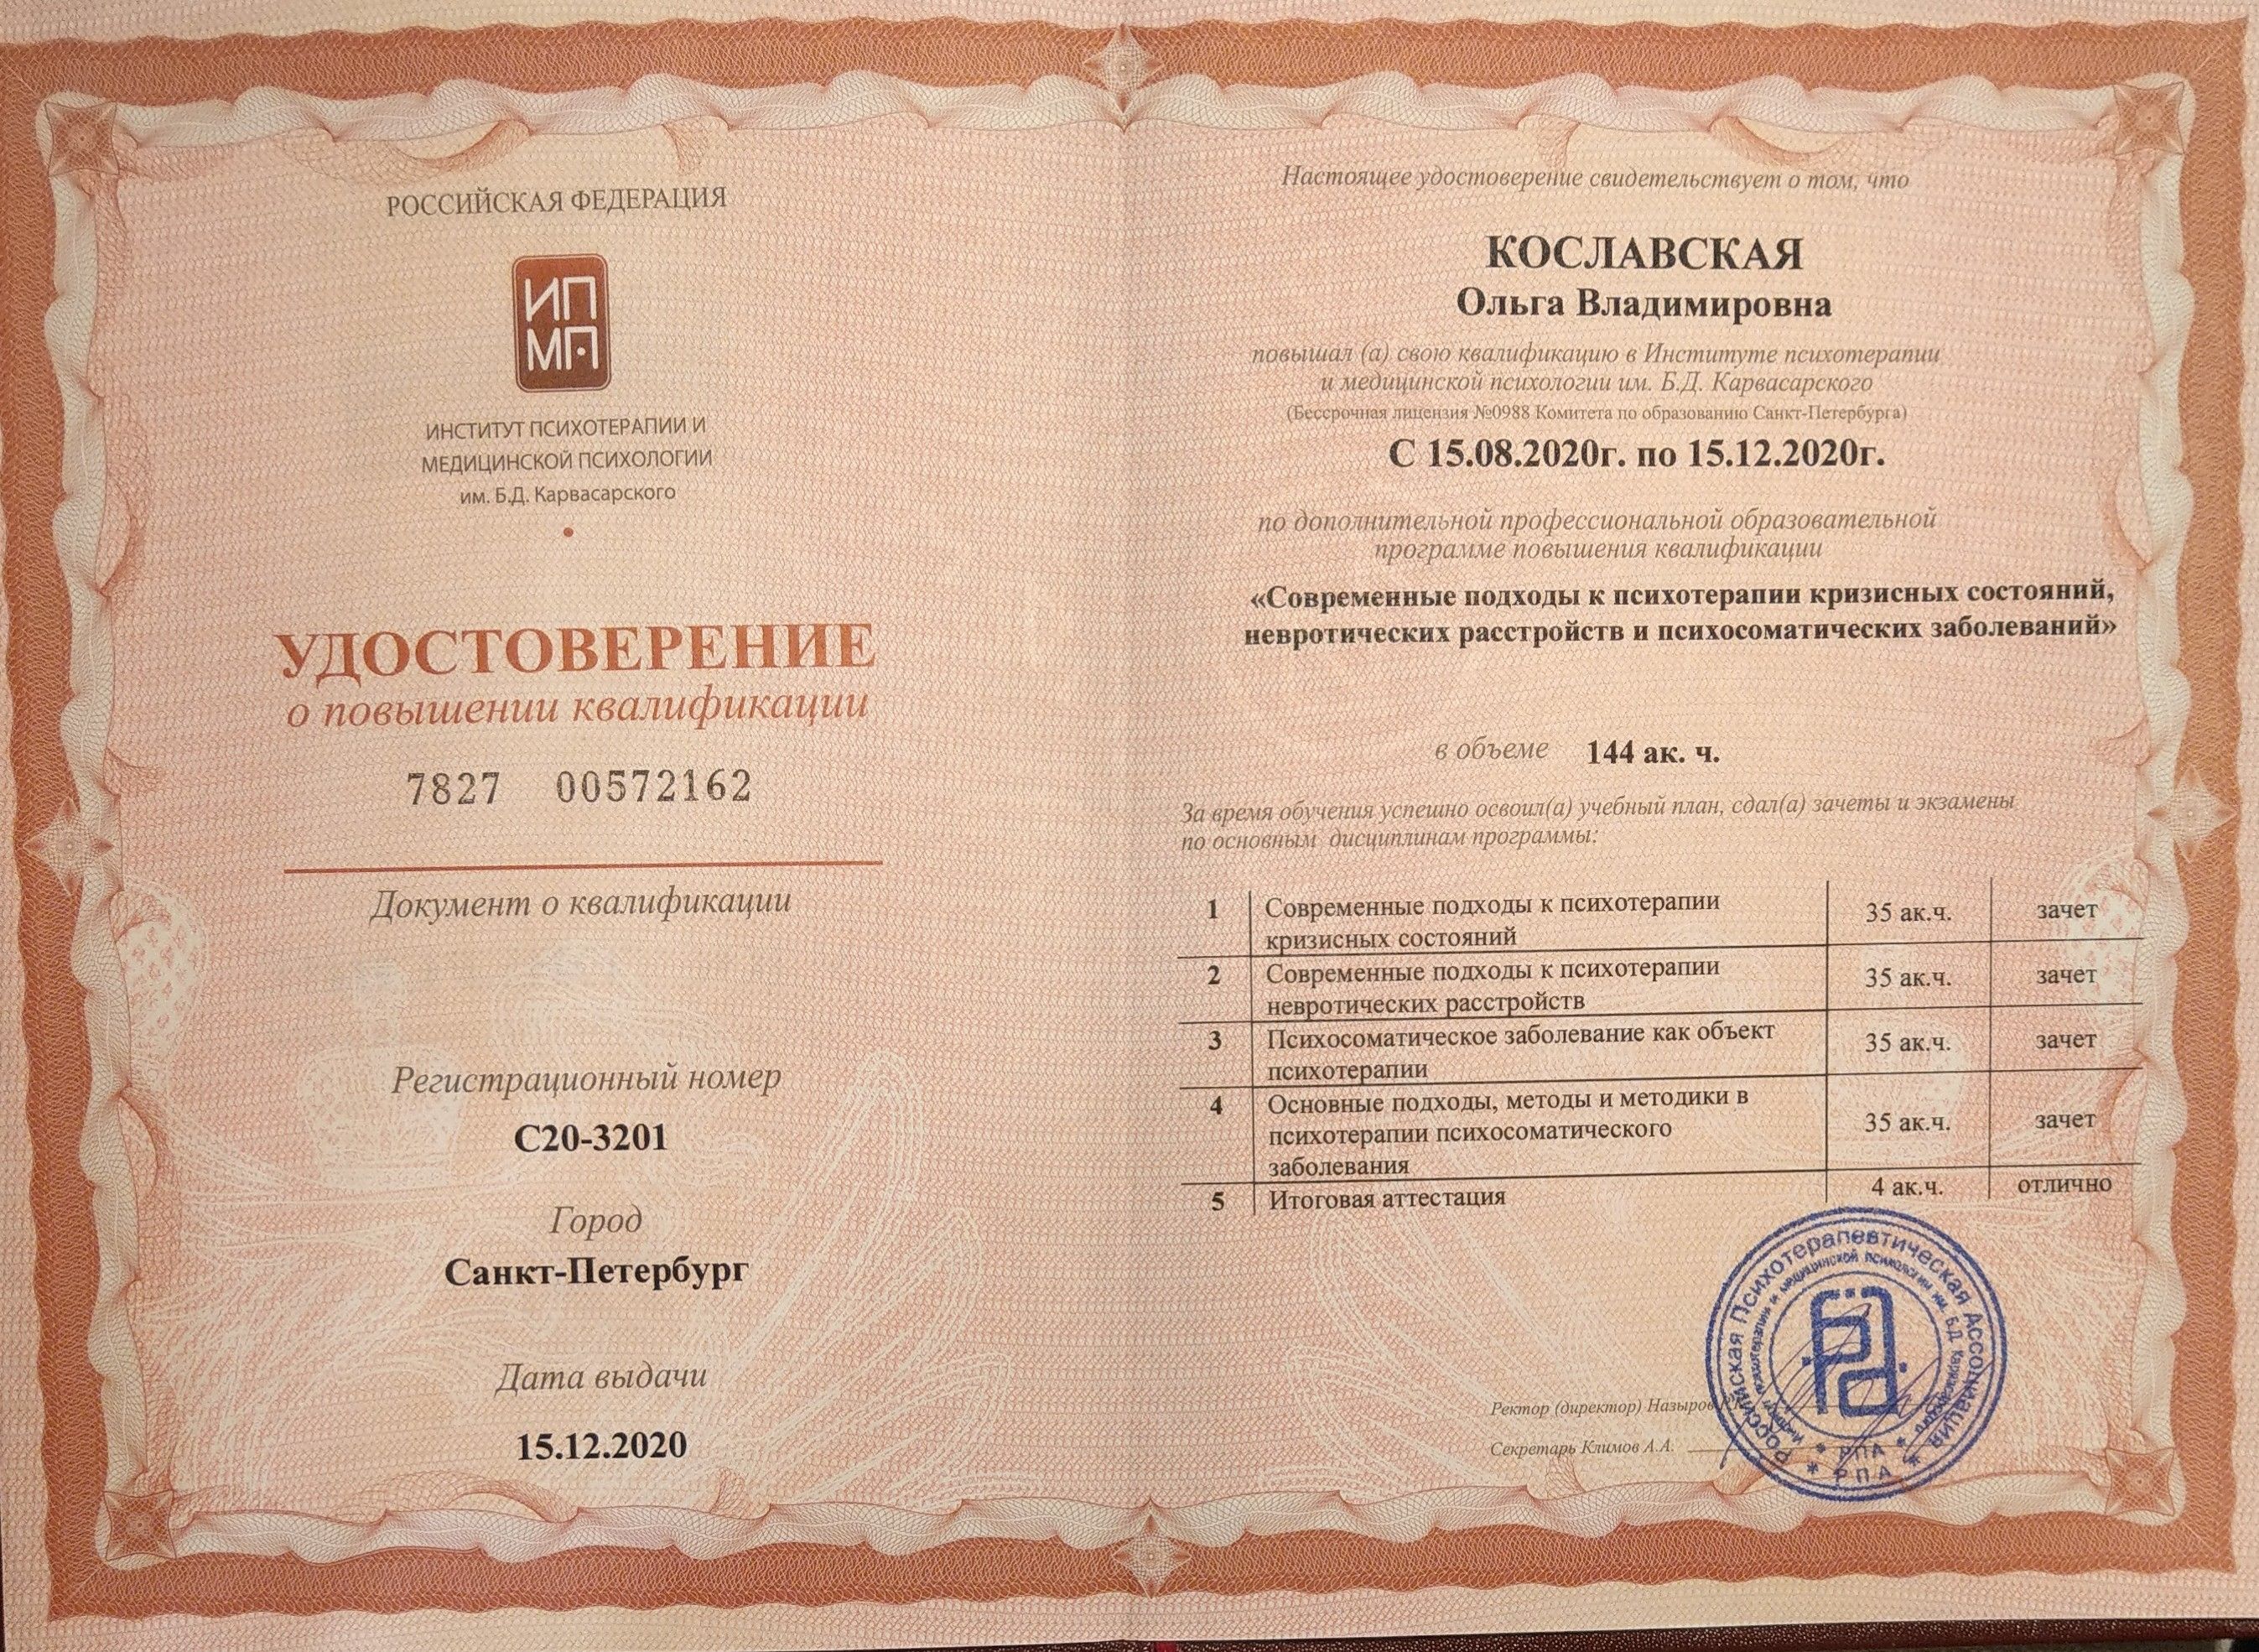 РОССИЙСКАЯ ФЕДЕРАЦИЯ
ИП
МП
ИНСТИТУТ ПСИХОТЕРАПИИ И
МЕДИЦИНСКОЙ ПСИХОЛОГИИ
им. Б.Д. Карвасарского
УДОСТОВЕРЕНИЕ
о повышении квалификации
7827 00572162
Документ о квалификации
Регистрационный номер
С20-3201
Город
Санкт-Петербург
Дата выдачи
15.12.2020
Настоящее удостоверение свидетельствует о том, что
КОСЛАВСКАЯ
Ольга Владимировна
повышал (а) свою квалификацию в Институте психотерапии
и медицинской психологии им. Б.Д. Карвасарского
(Бессрочная лицензия №0988 Комитета по образованию Санкт-Петербурга)
С 15.08.2020г. по 15.12.2020г.
по дополнительной профессиональной образовательной
программе повышения квалификации
«Современные подходы к психотерапии кризисных состояний,
невротических расстройств и психосоматических заболеваний»
в объеме 144 ак. ч.
За время обучения успешно освоил(а) учебный план, сдал(а) зачеты и экзамены
по основным дисциплинам программы:
1 Современные подходы к психотерапии 35 ак.ч. зачет
кризисных состояний
2 Современные подходы к психотерапии 35 ак.ч. зачет
невротических расстройств
3 Психосоматическое заболевание как объект 35 ак.ч. зачет
психотерапии
4 Основные подходы, методы и методики в
психотерапии психосоматического 35 ак.ч. зачет
заболевания
5 Итоговая аттестация 4 ак.ч. отлично
Ректор (директор) Назыров
Секретарь Климов А.А.
Российская Психотерапевтическая Ассоциация
* РПА *
Институт психотерапии и медицинской психологии им. Б.Д. Карвасарского
* РПА *